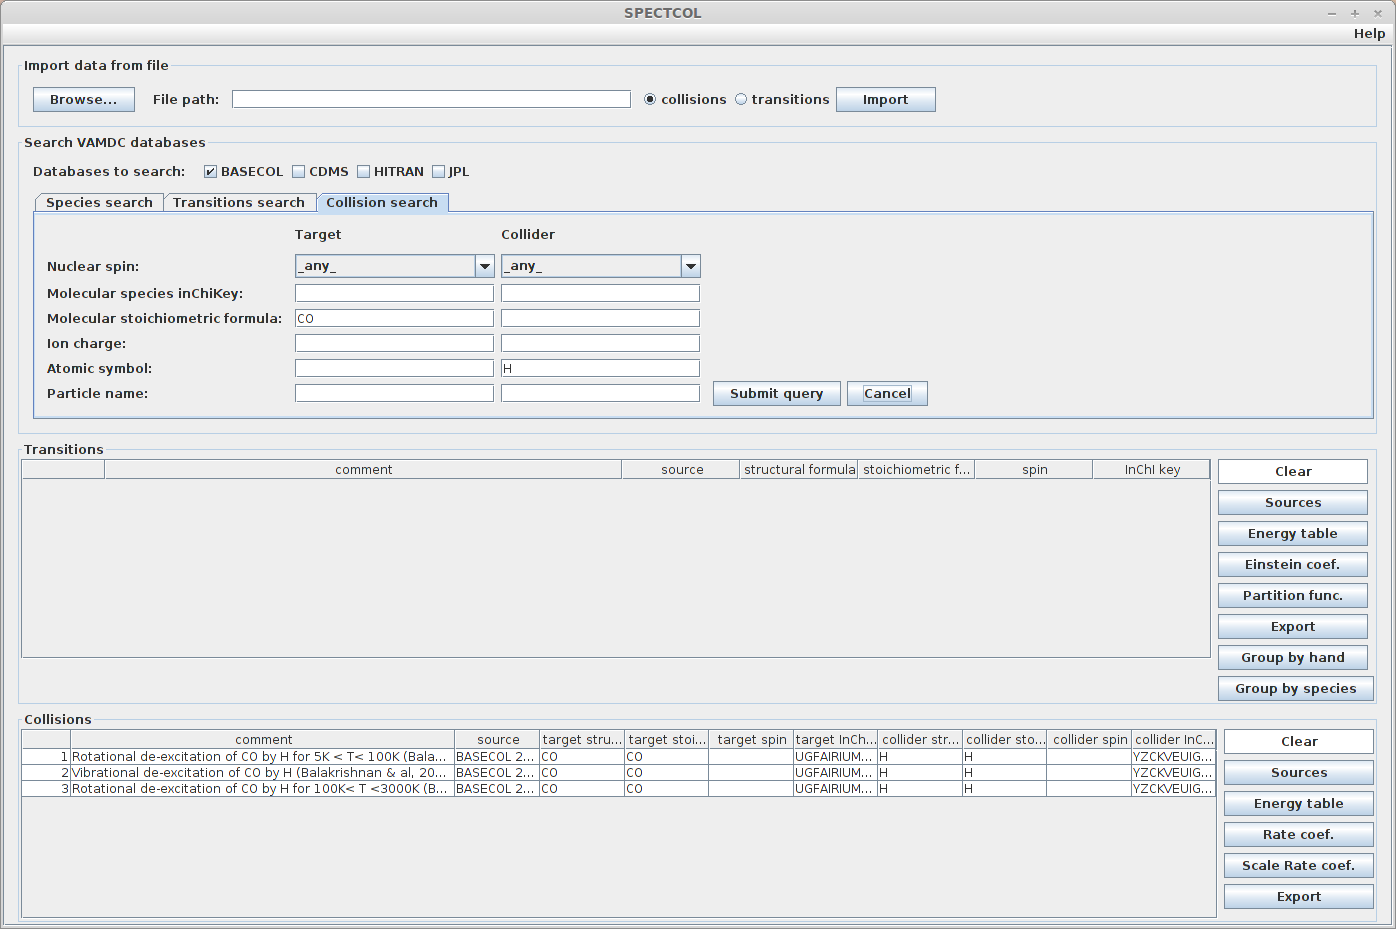 SPECTCOL
Help
Import data from file
Browse... File path: collisions transitions Import
Search VAMDC databases
Databases to search: BASECOL CDMS HITRAN JPL
Species search Transitions search Collision search
Target Collider
Nuclear spin: _any_ _any_
Molecular species inChiKey:
Molecular stoichiometric formula: CO
Ion charge:
Atomic symbol: H
Particle name: Submit query Cancel
Transitions
comment source structural formula stoichiometric f... spin InChI key
Clear
Sources
Energy table
Einstein coef.
Partition func.
Export
Group by hand
Group by species
Collisions
comment source target stru... target stoi... target spin target InCh... collider str... collider sto... collider spin collider InC...
1 Rotational de-excitation of CO by H for 5K < T< 100K (Bala... BASECOL 2... CO CO UGFAIRIUM... H H YZCKVEUIG...
2 Vibrational de-excitation of CO by H (Balakrishnan & al, 20... BASECOL 2... CO CO UGFAIRIUM... H H YZCKVEUIG...
3 Rotational de-excitation of CO by H for 100K< T <3000K (B... BASECOL 2... CO CO UGFAIRIUM... H H YZCKVEUIG...
Clear
Sources
Energy table
Rate coef.
Scale Rate coef.
Export